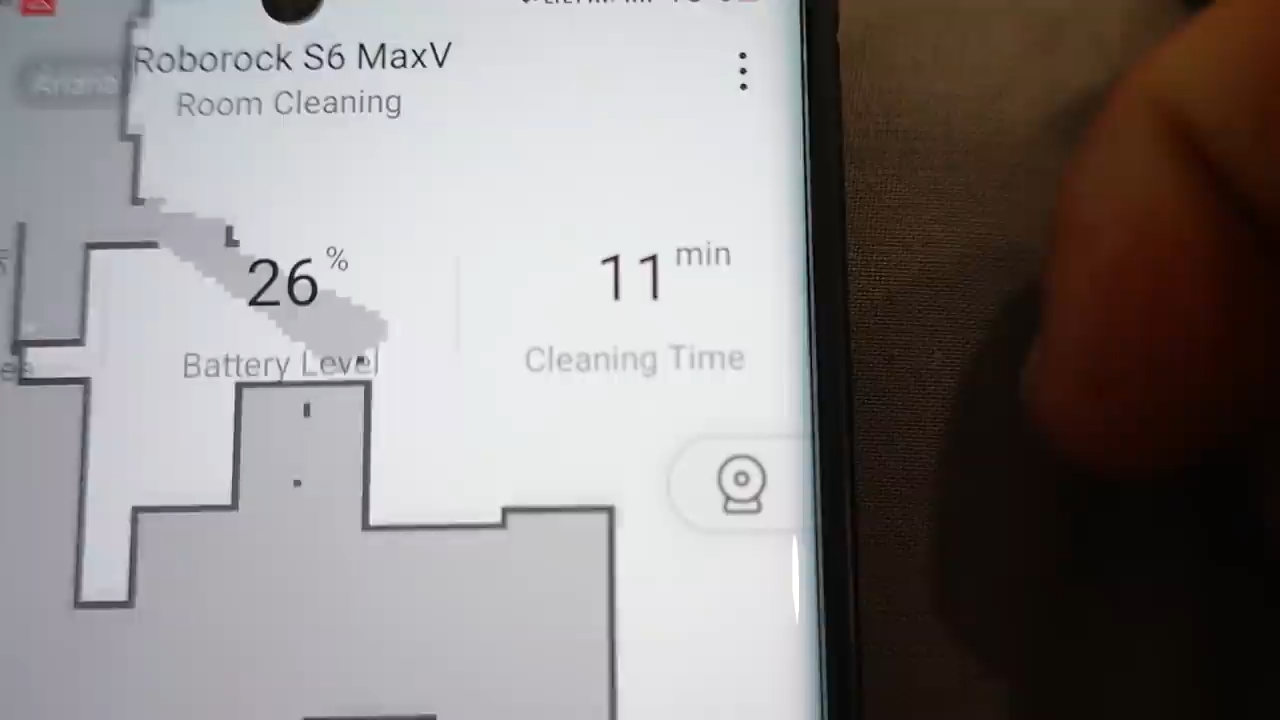 Roborock S6 MaxV
Room Cleaning
26 %
11 min
Battery Level
Cleaning Time